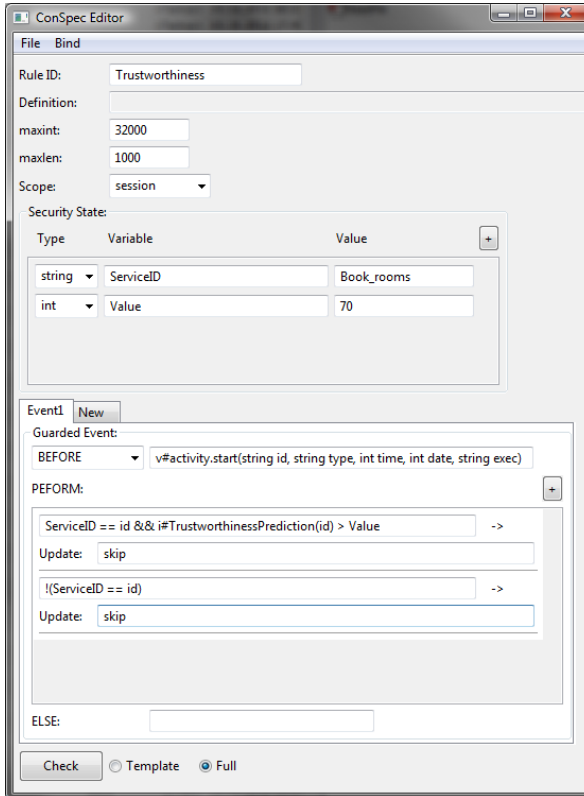 ConSpec Editor
File Bind
Rule ID: Trustworthiness
Definition:
maxint: 32000
maxlen: 1000
Scope: session
Security State:
Type Variable Value +
string ServiceID Book_rooms
int Value 70
Event1 New
Guarded Event:
BEFORE v#activity.start(string id, string type, int time, int date, string exec)
PEFORM: +
ServiceID == id && i#TrustworthinessPrediction(id) > Value ->
Update: skip
!(ServiceID == id) ->
Update: skip
ELSE:
Check Template Full